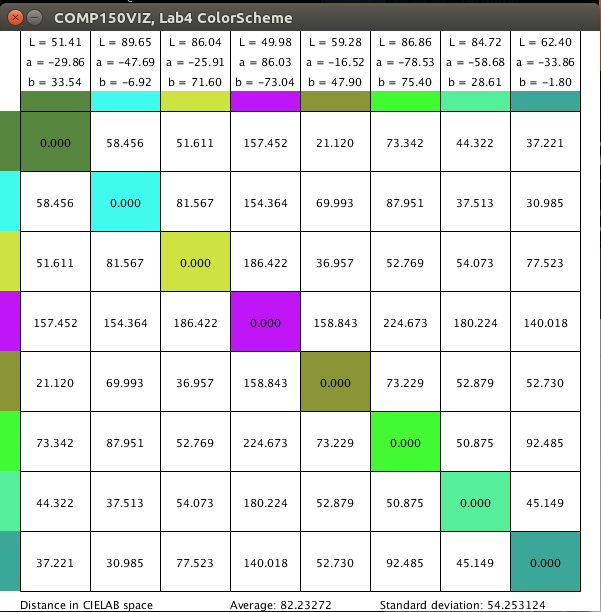 COMP150VIZ, Lab4 ColorScheme
L = 51.41 L = 89.65 L = 86.04 L = 49.98 L = 59.28 L = 86.86 L = 84.72 L = 62.40
a = -29.86 a = -47.69 a = -25.91 a = 86.03 a = -16.52 a = -78.53 a = -58.68 a = -33.86
b = 33.54 b = -6.92 b = 71.60 b = -73.04 b = 47.90 b = 75.40 b = 28.61 b = -1.80
0.000 58.456 51.611 157.452 21.120 73.342 44.322 37.221
58.456 0.000 81.567 154.364 69.993 87.951 37.513 30.985
51.611 81.567 0.000 186.422 36.957 52.769 54.073 77.523
157.452 154.364 186.422 0.000 158.843 224.673 180.224 140.018
21.120 69.993 36.957 158.843 0.000 73.229 52.879 52.730
73.342 87.951 52.769 224.673 73.229 0.000 50.875 92.485
44.322 37.513 54.073 180.224 52.879 50.875 0.000 45.149
37.221 30.985 77.523 140.018 52.730 92.485 45.149 0.000
Distance in CIELAB space Average: 82.23272 Standard deviation: 54.253124